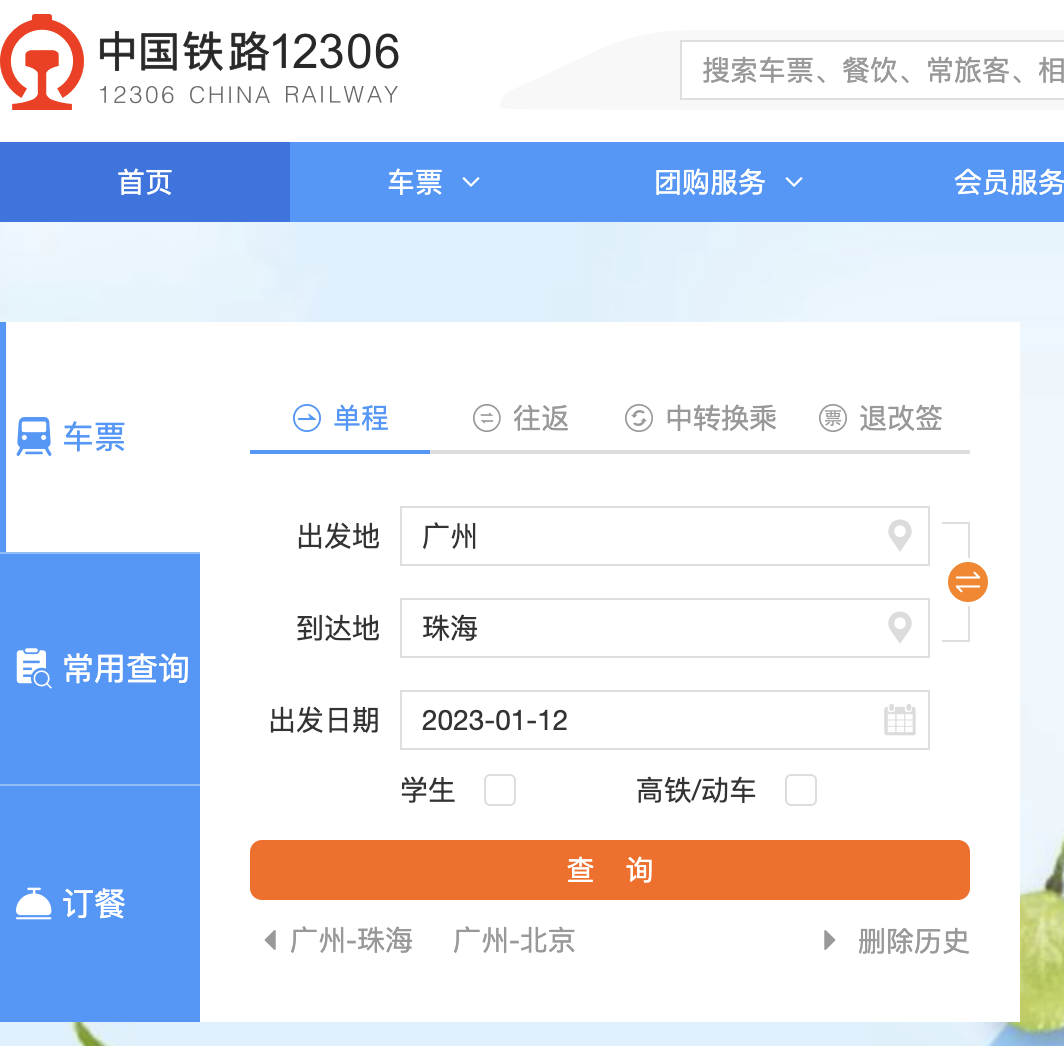 中国铁路12306
12306 CHINA RAILWAY
搜索车票、餐饮、常旅客、相
首页 车票 团购服务 会员服务
车票
单程 往返 中转换乘 票 退改签
出发地 广州
到达地 珠海
常用查询
出发日期 2023-01-12
学生 高铁/动车
查 询
订餐
广州-珠海 广州-北京 删除历史